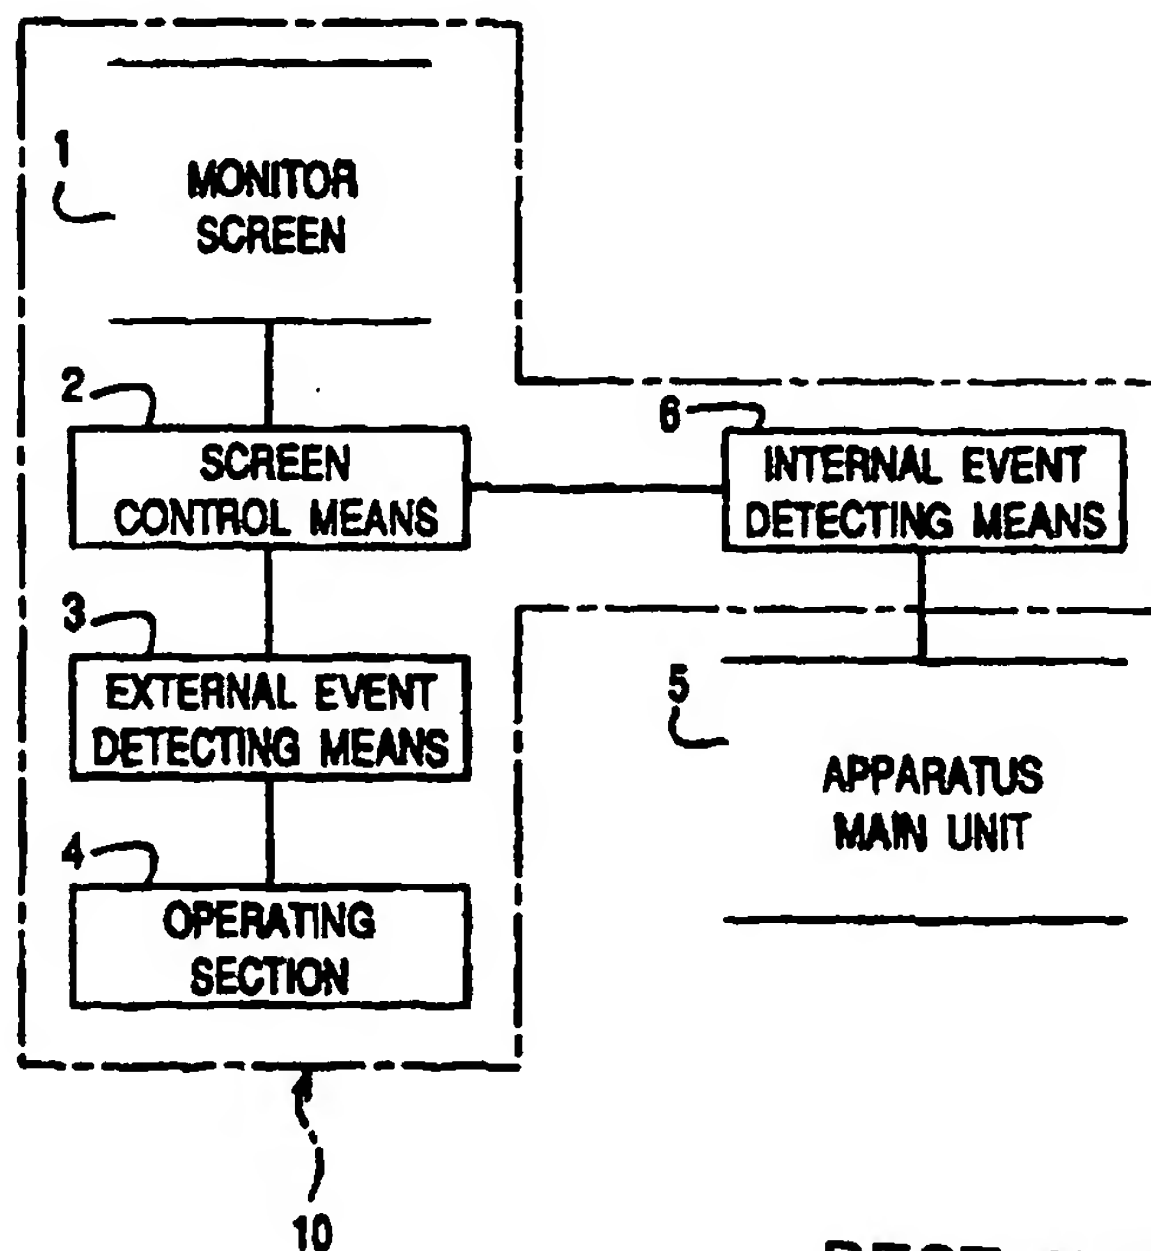 1
MONITOR
SCREEN
2
SCREEN
CONTROL MEANS
6
INTERNAL EVENT
DETECTING MEANS
3
EXTERNAL EVENT
DETECTING MEANS
5
APPARATUS
MAIN UNIT
4
OPERATING
SECTION
10